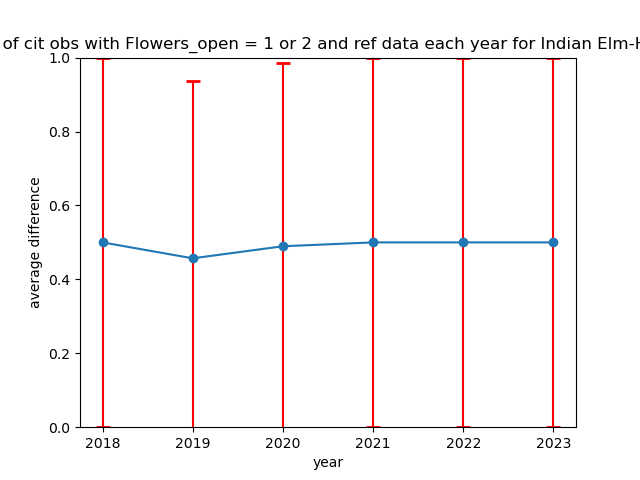 of cit obs with Flowers_open = 1 or 2 and ref data each year for Indian Elm-
1.0
0.8
0.6
0.4
0.2
0.0
average difference
2018 2019 2020 2021 2022 2023
year